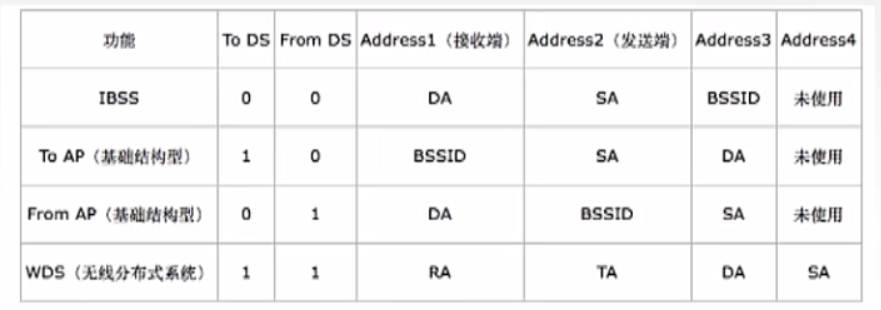 功能 To DS From DS Address1（接收端） Address2（发送端） Address3 Address4
IBSS 0 0 DA SA BSSID 未使用
To AP（基础结构型） 1 0 BSSID SA DA 未使用
From AP（基础结构型） 0 1 DA BSSID SA 未使用
WDS（无线分布式系统） 1 1 RA TA DA SA